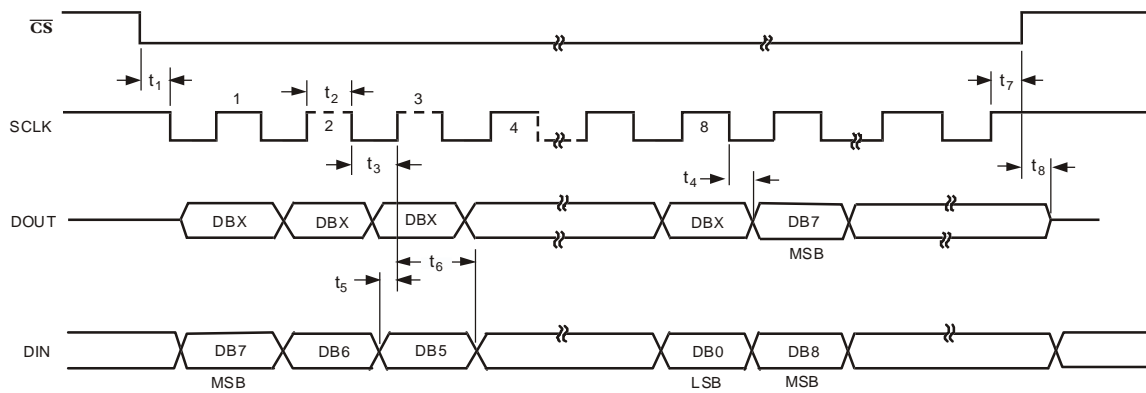 CS
t1
t7
SCLK
1
t2
3
2
4
8
t3
t4
t8
DOUT
DBX
DBX
DBX
DBX
DB7
MSB
t6
t5
DIN
DB7
DB6
DB5
DB0
DB8
MSB
LSB
MSB